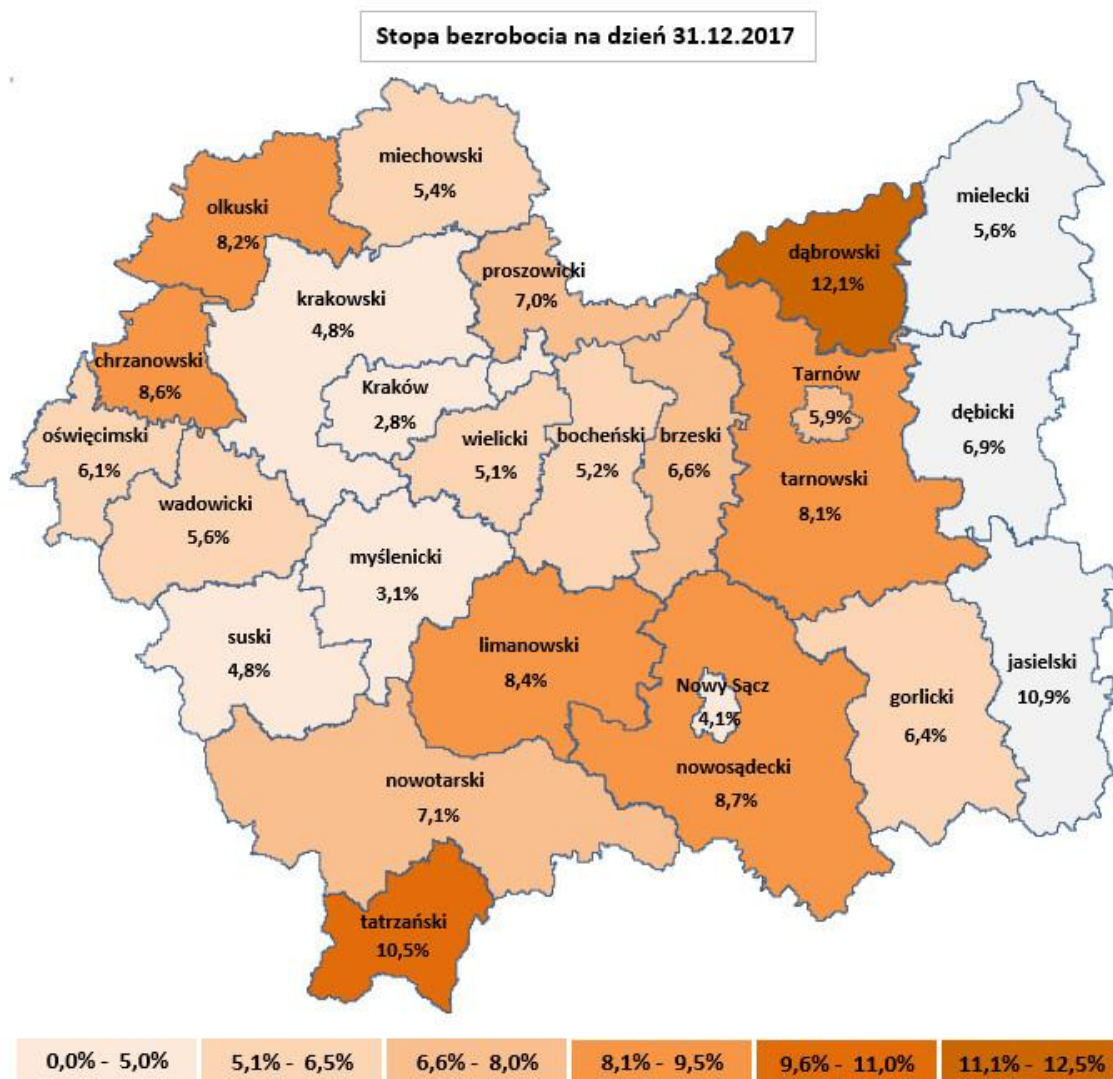 Stopa bezrobocia na dzień 31.12.2017
miechowski
5,4%
olkuski
8,2%
mielecki
5,6%
dąbrowski
12,1%
proszowicki
7,0%
krakowski
4,8%
chrzanowski
8,6%
Kraków
2,8%
Tarnów
5,9%
dębicki
6,9%
oświęcimski
6,1%
wielicki
5,1%
bocheński
5,2%
brzeski
6,6%
tarnowski
8,1%
wadowicki
5,6%
myślenicki
3,1%
suski
4,8%
limanowski
8,4%
Nowy Sącz
4,1%
gorlicki
6,4%
jasielski
10,9%
nowotarski
7,1%
nowosądecki
8,7%
tatrzański
10,5%
0,0% - 5,0%
5,1% - 6,5%
6,6% - 8,0%
8,1% - 9,5%
9,6% - 11,0%
11,1% - 12,5%